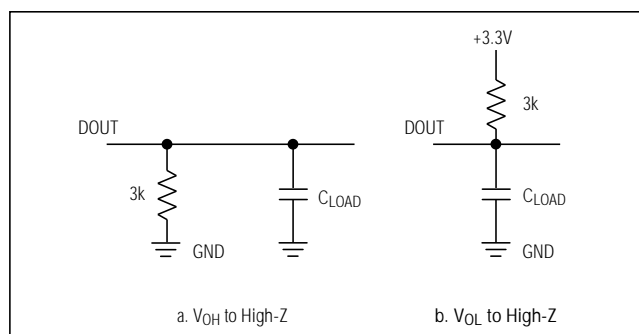 +3.3V
3k
DOUT
DOUT
3k
CLOAD
CLOAD
GND
GND
a. VOH to High-Z
b. VOL to High-Z